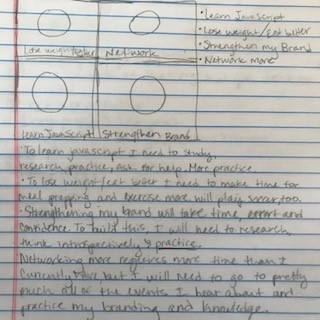 • Learn Javascript
• Lose weight/Eat better
• Strengthen my Brand
• Network more
Lose weight
Network
learn Javascript
Strengthen Brand
• To learn javascript I need to study,
research, practice, ask for help. More practice
• To lose weight/eat better I need to make time for
meal prepping and exercise more will play soccer too.
• Strengthening my brand will take time, effort and
confidence. To build this, I will need to research,
think introspectively & practice.
Networking more requires more time than I
currently have but I will need to go to pretty
much all of the events I hear about and
practice my branding and knowledge.